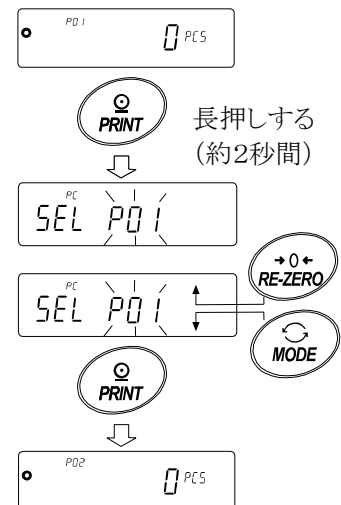 P01
0 PCS
PRINT
長押しする
（約2秒間）
PC
SEL P01
→0←
RE-ZERO
PC
SEL P01
MODE
PRINT
P02
0 PCS